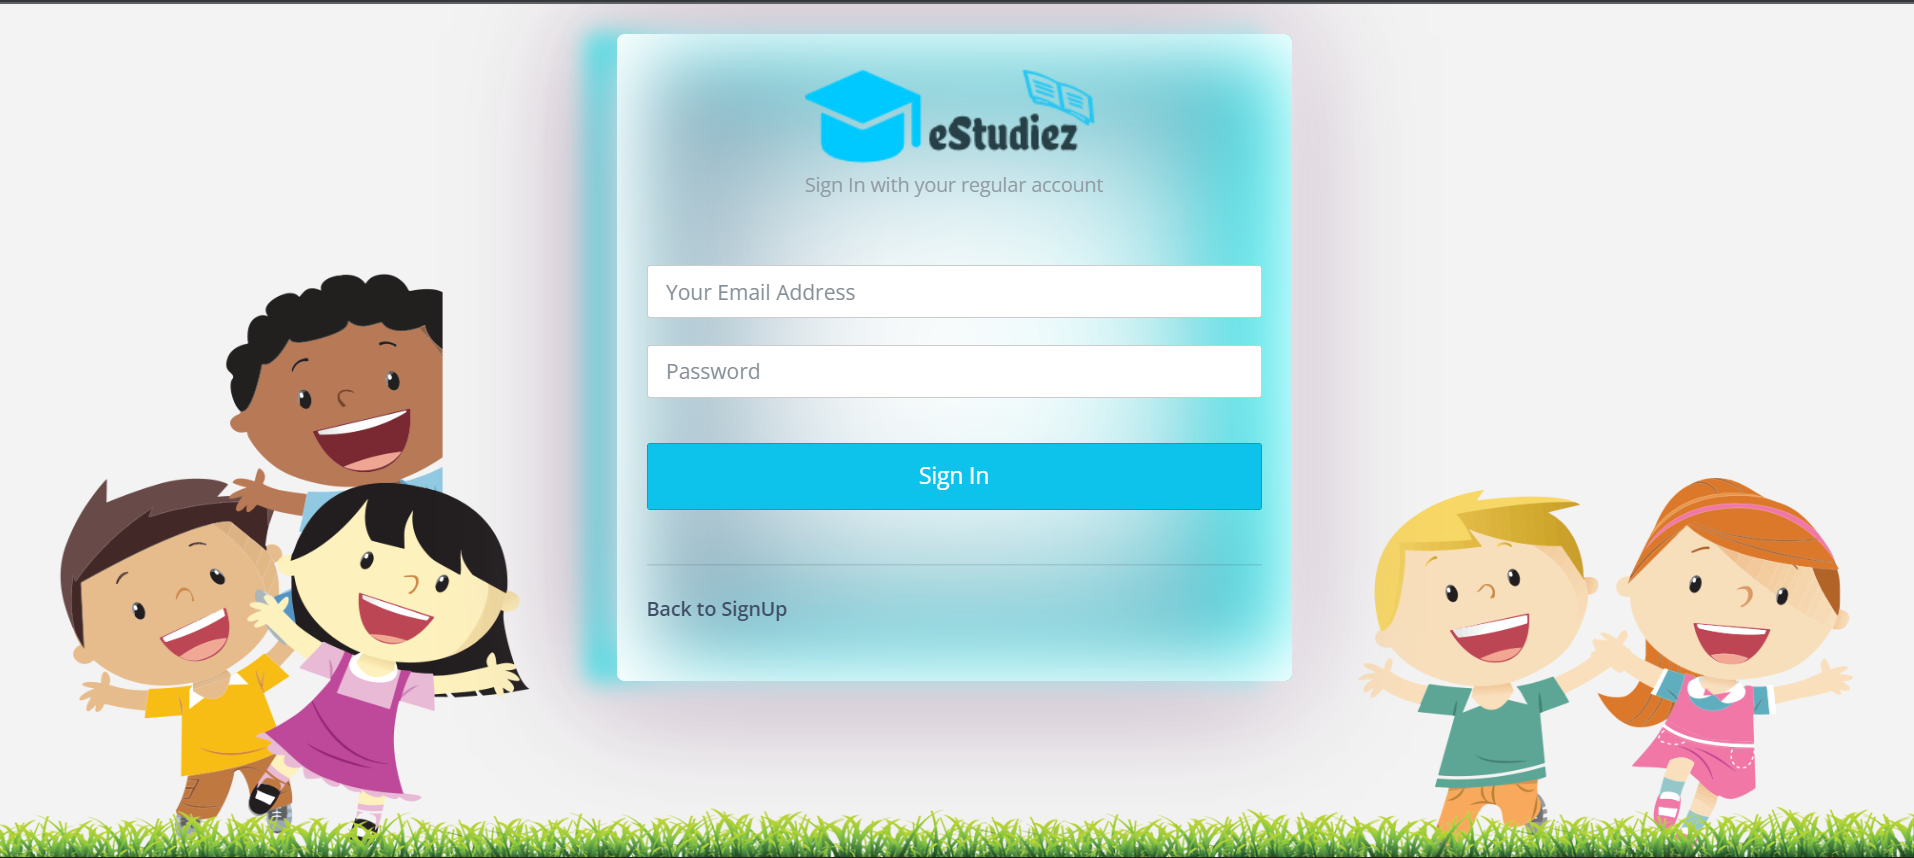 eStudiez
Sign In with your regular account
Your Email Address
Password
Sign In
Back to SignUp